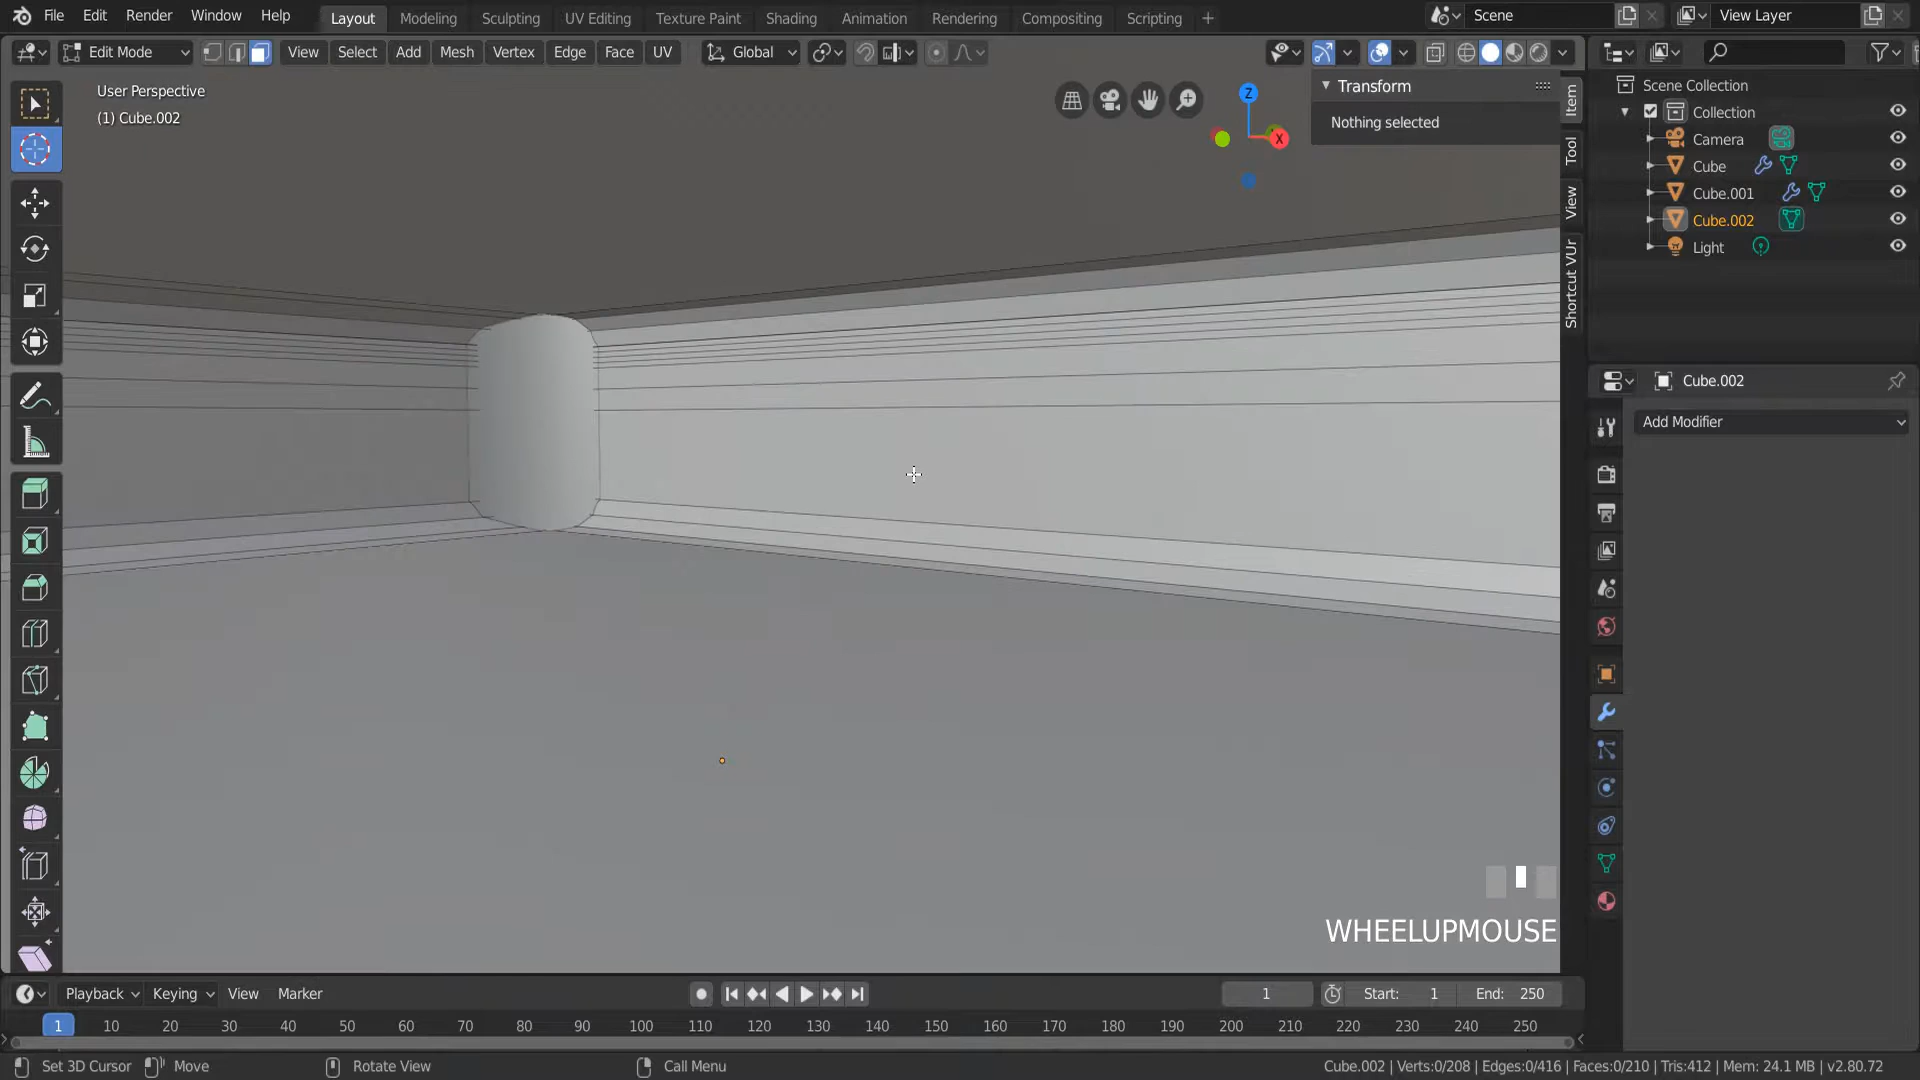 File Edit Render Window Help Layout Modeling Sculpting UV Editing Texture Paint Shading Animation Rendering Compositing Scripting + Scene View Layer
Edit Mode View Select Add Mesh Vertex Edge Face UV Global
User Perspective
(1) Cube.002
Z
X
Transform
Nothing selected
Item
Tool
View
Shortcut VUr
Scene Collection
Collection
Camera
Cube
Cube.001
Cube.002
Light
Cube.002
Add Modifier
WHEELUPMOUSE
Playback Keying View Marker 1 Start: 1 End: 250
1 10 20 30 40 50 60 70 80 90 100 110 120 130 140 150 160 170 180 190 200 210 220 230 240 250
Set 3D Cursor Move Rotate View Call Menu Cube.002 | Verts:0/208 | Edges:0/416 | Faces:0/210 | Tris:412 | Mem: 24.1 MB | v2.80.72